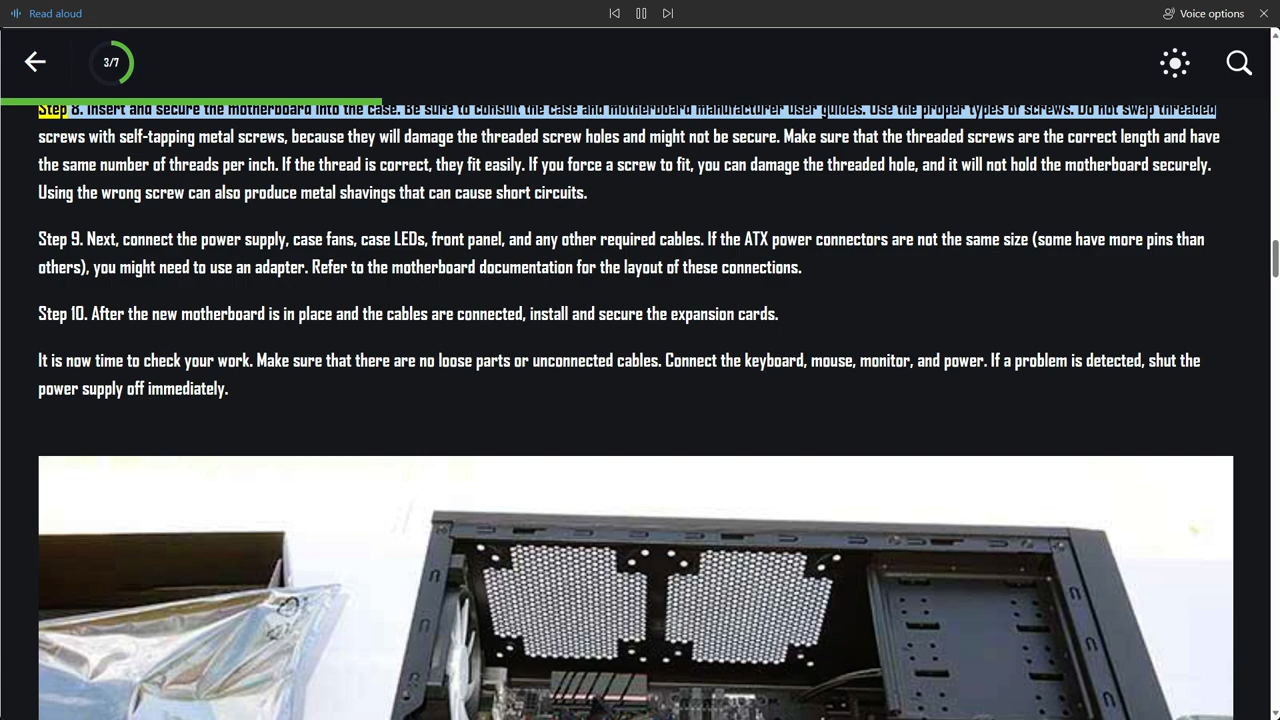 Read aloud
Voice options
3/7
Step 8. Insert and secure the motherboard into the case. Be sure to consult the case and motherboard manufacturer user guides. Use the proper types of screws. Do not swap threaded
screws with self-tapping metal screws, because they will damage the threaded screw holes and might not be secure. Make sure that the threaded screws are the correct length and have
the same number of threads per inch. If the thread is correct, they fit easily. If you force a screw to fit, you can damage the threaded hole, and it will not hold the motherboard securely.
Using the wrong screw can also produce metal shavings that can cause short circuits.
Step 9. Next, connect the power supply, case fans, case LEDs, front panel, and any other required cables. If the ATX power connectors are not the same size (some have more pins than
others), you might need to use an adapter. Refer to the motherboard documentation for the layout of these connections.
Step 10. After the new motherboard is in place and the cables are connected, install and secure the expansion cards.
It is now time to check your work. Make sure that there are no loose parts or unconnected cables. Connect the keyboard, mouse, monitor, and power. If a problem is detected, shut the
power supply off immediately.